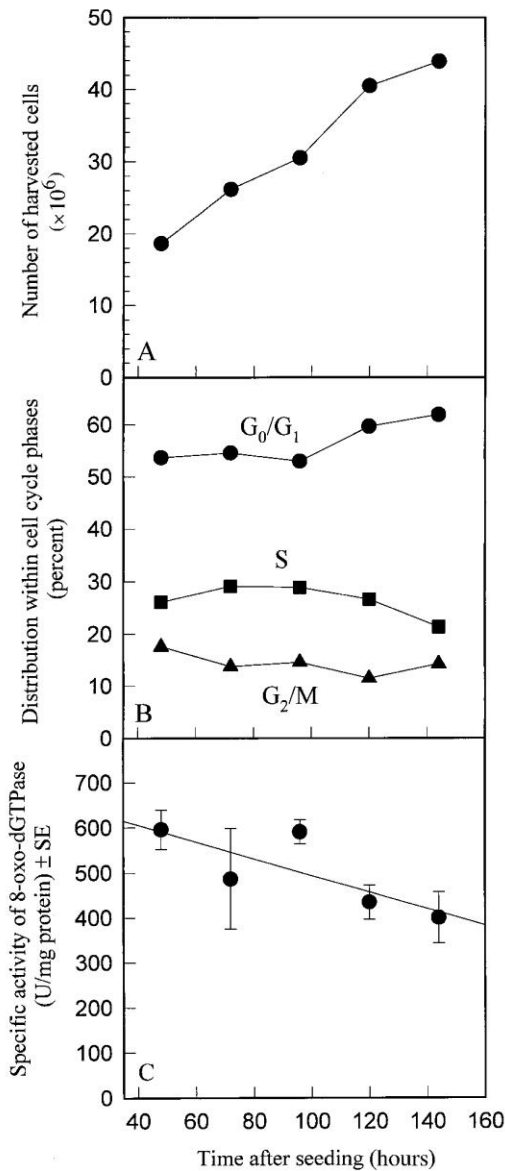 50
40
30
20
10
0
Number of harvested cells
(×10⁶)
A
60
50
40
30
20
10
0
Distribution within cell cycle phases
(percent)
G₀/G₁
S
G₂/M
B
700
600
500
400
300
200
100
0
Specific activity of 8-oxo-dGTPase
(U/mg protein) ± SE
C
40 60 80 100 120 140 160
Time after seeding (hours)